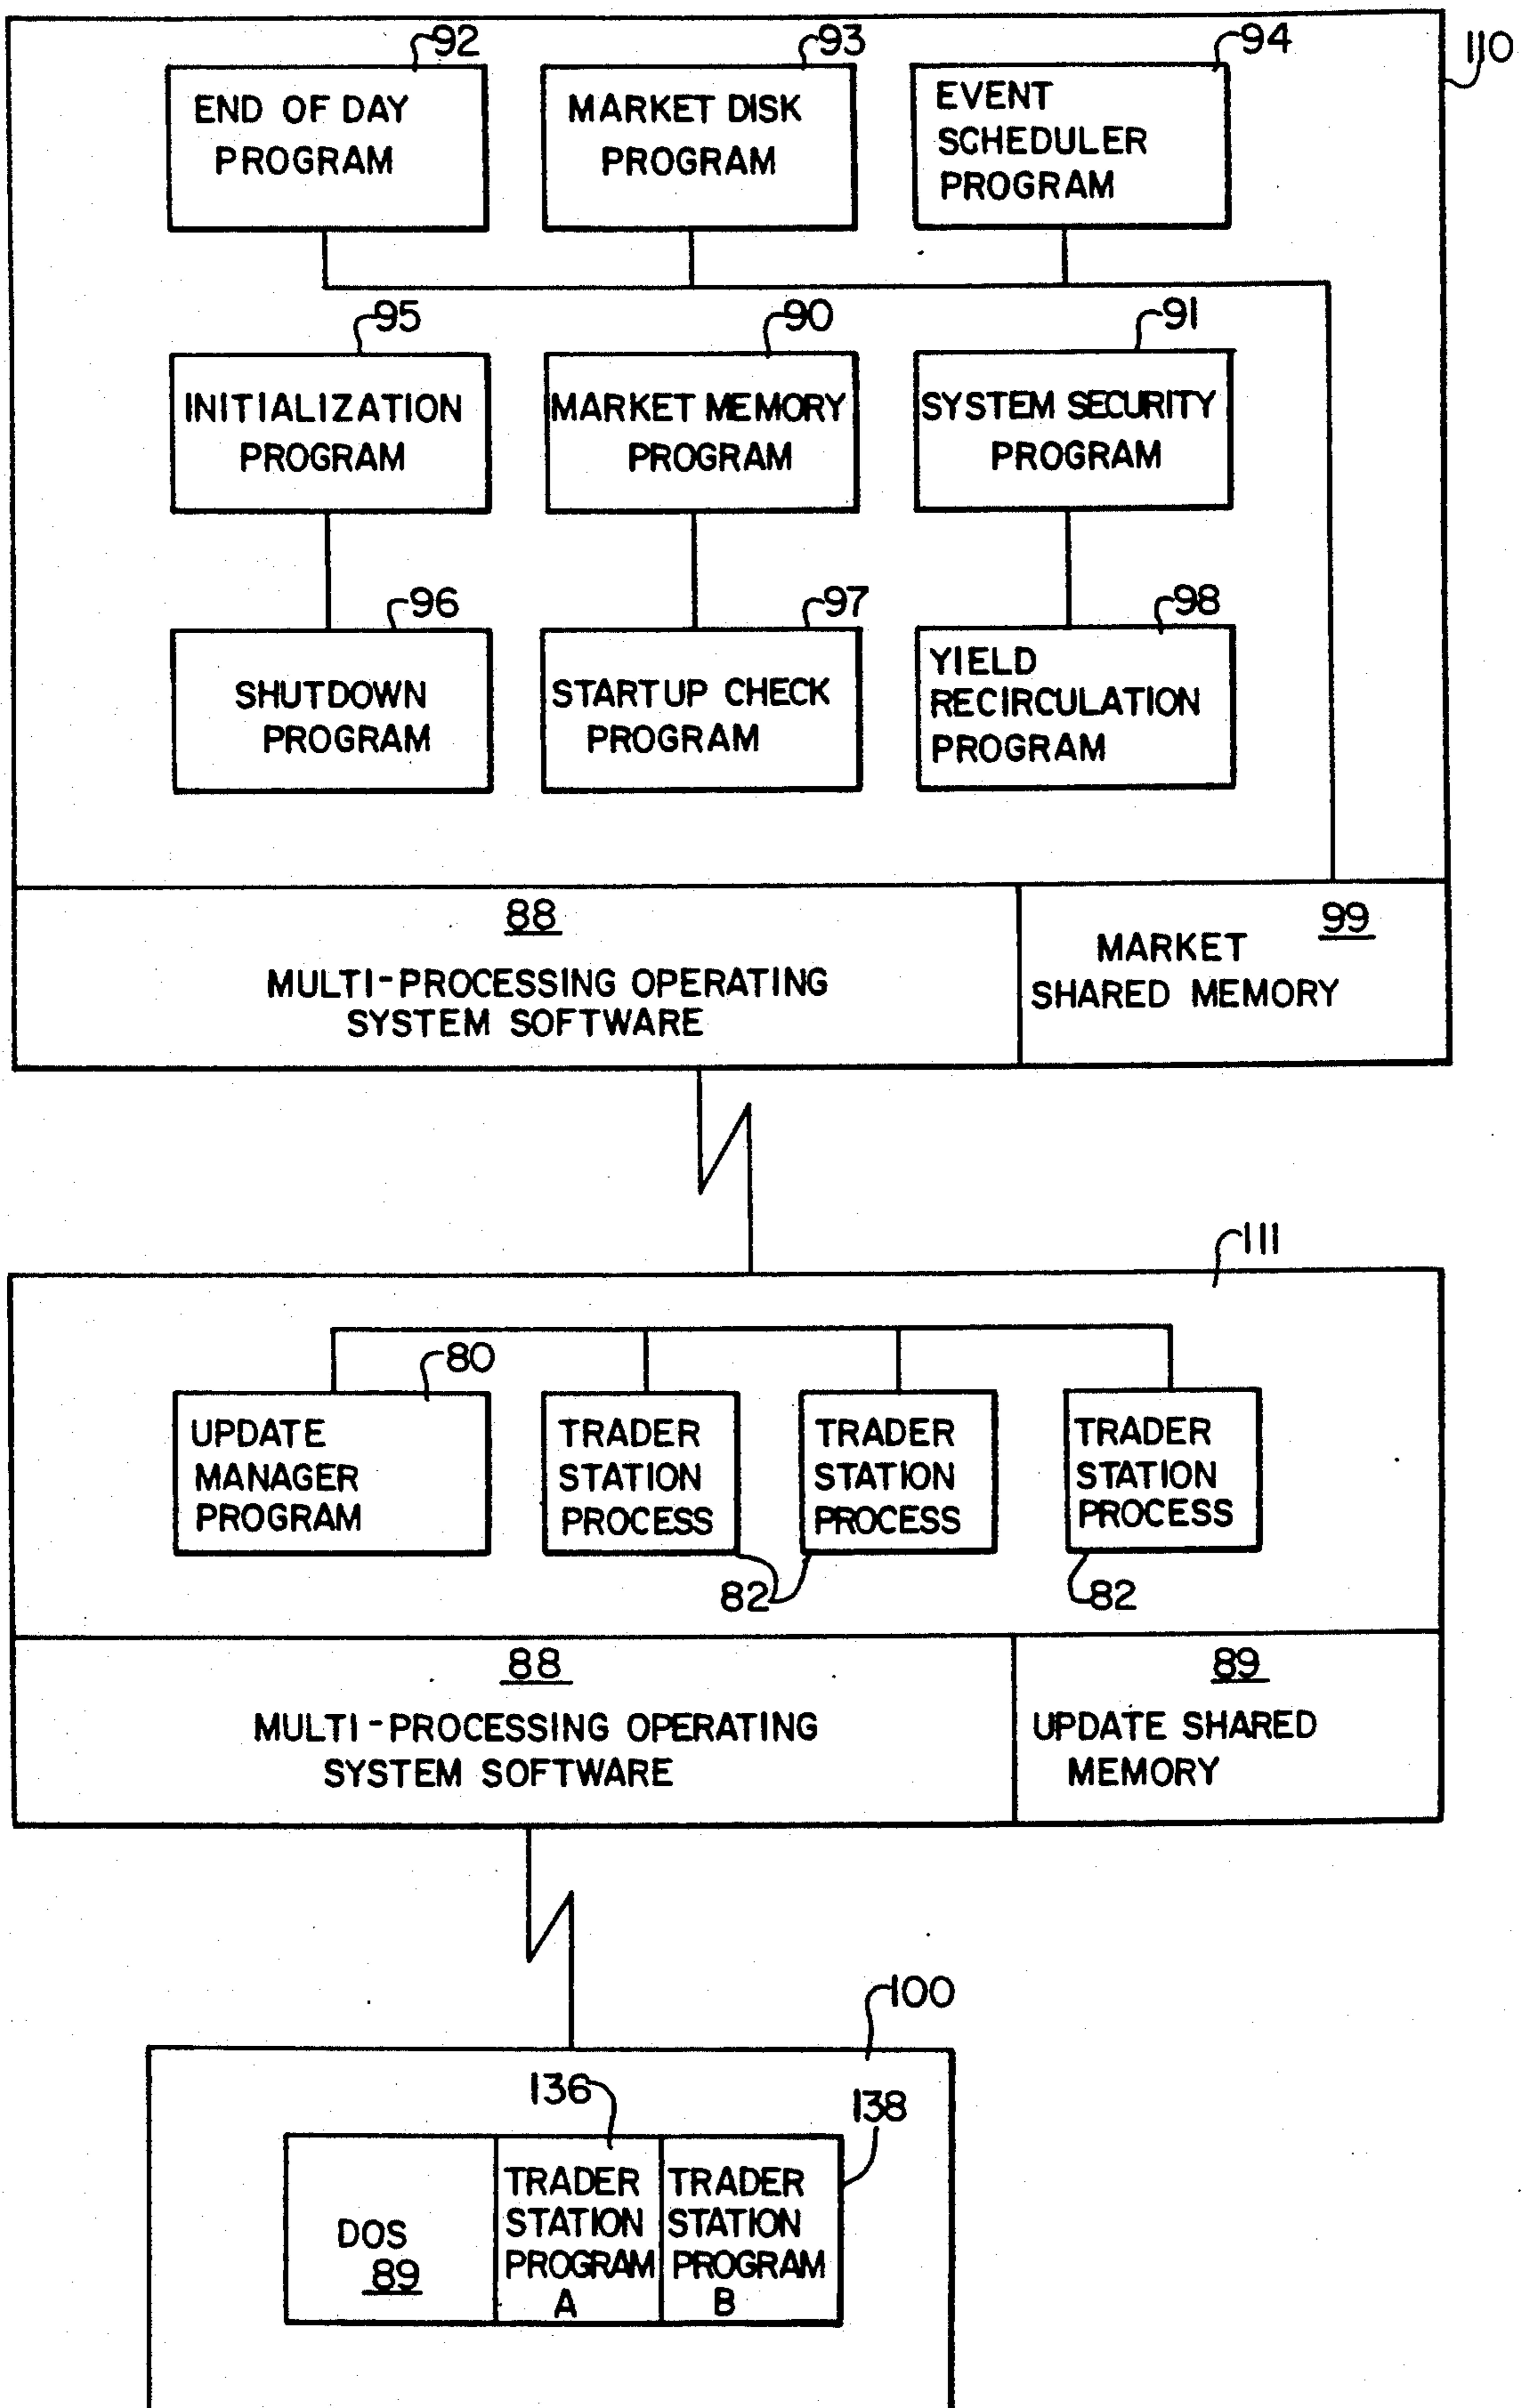 92
93
94
110
END OF DAY
PROGRAM
MARKET DISK
PROGRAM
EVENT
SCHEDULER
PROGRAM
95
90
91
INITIALIZATION
PROGRAM
MARKET MEMORY
PROGRAM
SYSTEM SECURITY
PROGRAM
96
97
98
SHUTDOWN
PROGRAM
STARTUP CHECK
PROGRAM
YIELD
RECIRCULATION
PROGRAM
88
MULTI-PROCESSING OPERATING
SYSTEM SOFTWARE
99
MARKET
SHARED MEMORY
111
80
UPDATE
MANAGER
PROGRAM
TRADER
STATION
PROCESS
TRADER
STATION
PROCESS
TRADER
STATION
PROCESS
82
82
88
MULTI-PROCESSING OPERATING
SYSTEM SOFTWARE
89
UPDATE SHARED
MEMORY
100
136
138
DOS
89
TRADER
STATION
PROGRAM
A
TRADER
STATION
PROGRAM
B